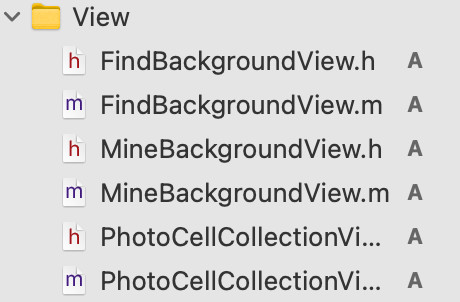 View
h FindBackgroundView.h A
m FindBackgroundView.m A
h MineBackgroundView.h A
m MineBackgroundView.m A
h PhotoCellCollectionVi... A
m PhotoCellCollectionVi... A